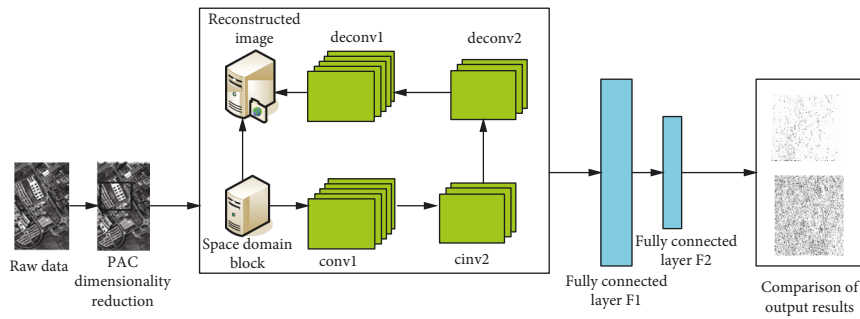 Raw data
PAC
dimensionality
reduction
Reconstructed
image
deconv1
deconv2
Space domain
block
conv1
cinv2
Fully connected
layer F1
Fully connected
layer F2
Comparison of
output results